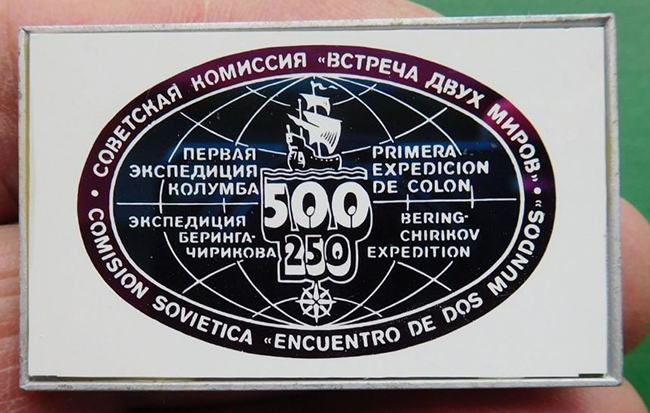 СОВЕТСКАЯ КОМИССИЯ «ВСТРЕЧА ДВУХ МИРОВ»
ПЕРВАЯ
ЭКСПЕДИЦИЯ
КОЛУМБА
PRIMERA
EXPEDICION
DE COLON
500
ЭКСПЕДИЦИЯ
БЕРИНГА-
ЧИРИКОВА
250
BERING-
CHIRIKOV
EXPEDITION
COMISION SOVIETICA «ENCUENTRO DE DOS MUNDOS»